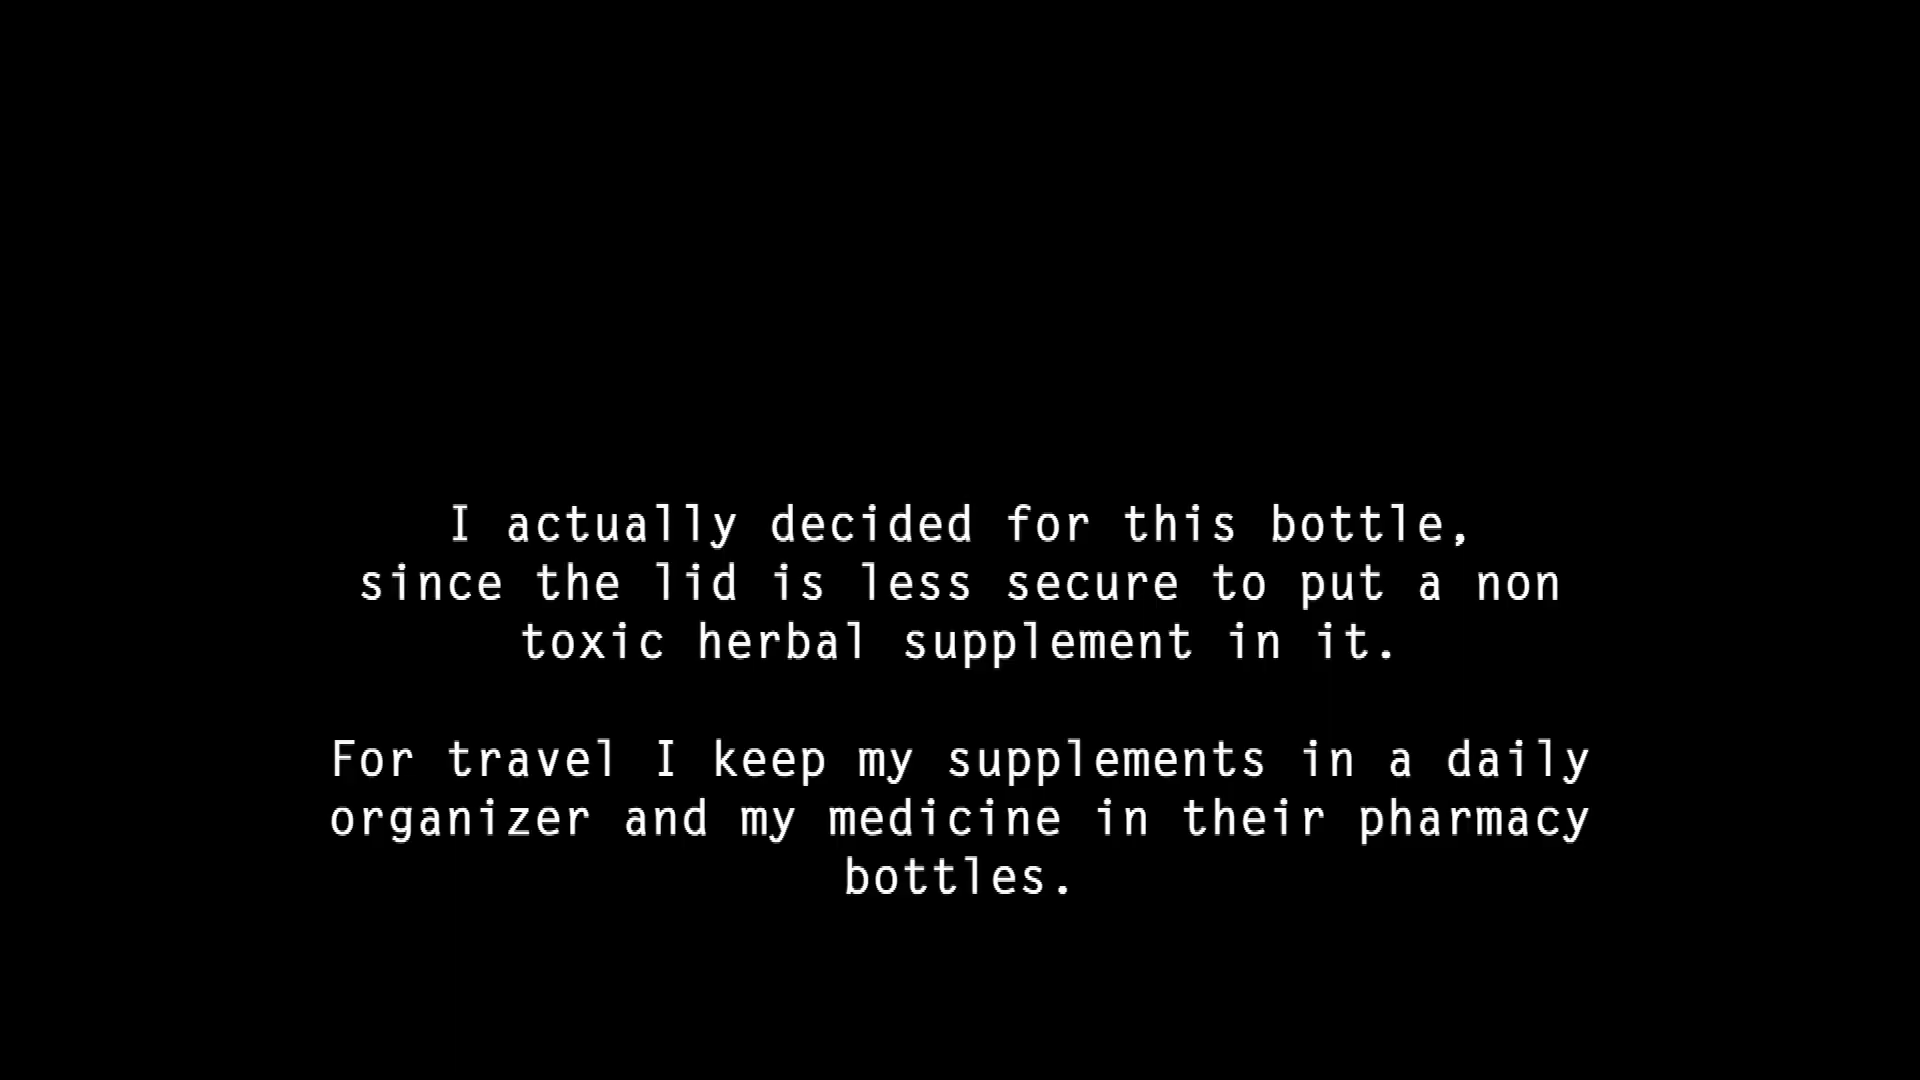 I actually decided for this bottle,
since the lid is less secure to put a non
toxic herbal supplement in it.
For travel I keep my supplements in a daily
organizer and my medicine in their pharmacy
bottles.